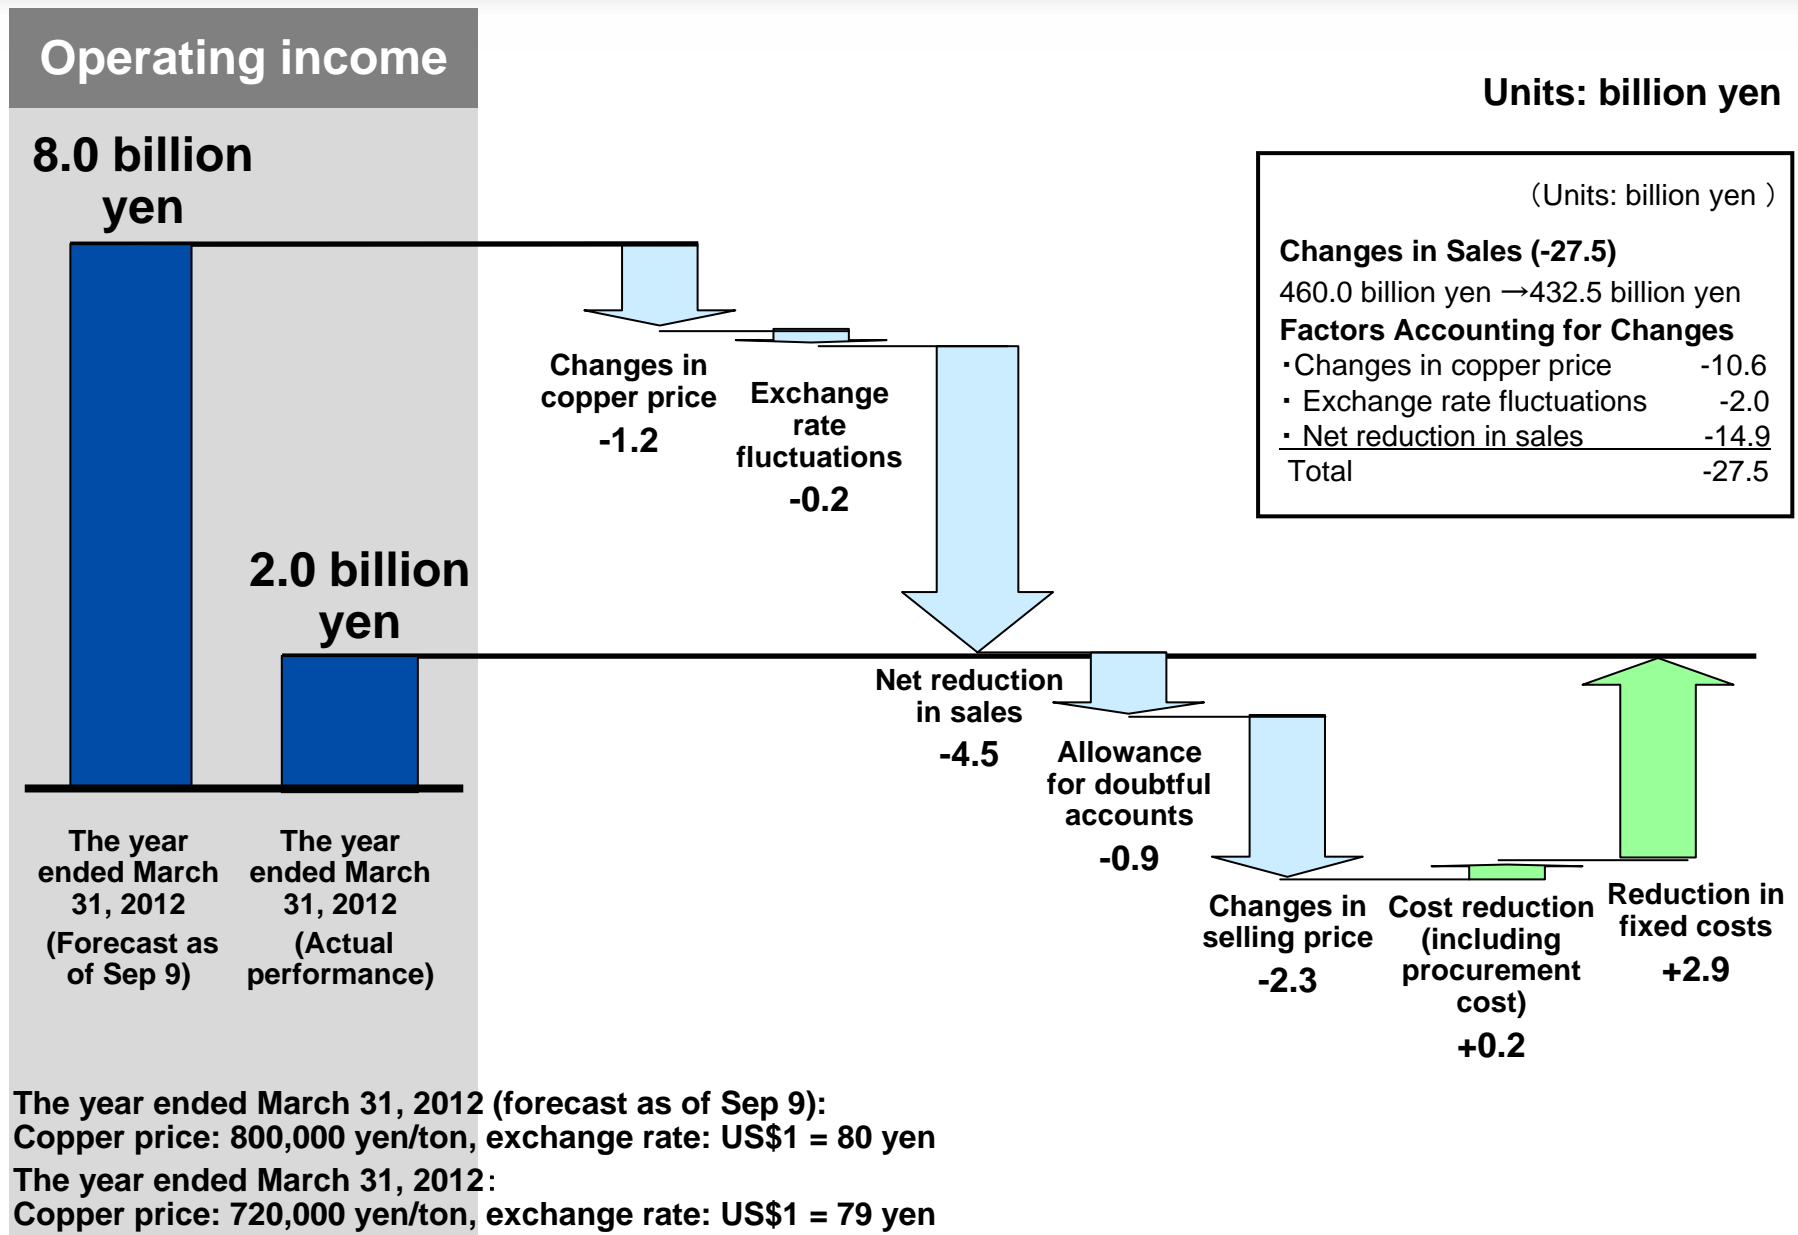 Operating income
Units: billion yen
8.0 billion
yen
2.0 billion
yen
The year
ended March
31, 2012
(Forecast as
of Sep 9)
The year
ended March
31, 2012
(Actual
performance)
Changes in
copper price
-1.2
Exchange
rate
fluctuations
-0.2
Net reduction
in sales
-4.5
Allowance
for doubtful
accounts
-0.9
Changes in
selling price
-2.3
Cost reduction
(including
procurement
cost)
+0.2
Reduction in
fixed costs
+2.9
（Units: billion yen ）
Changes in Sales (-27.5)
460.0 billion yen →432.5 billion yen
Factors Accounting for Changes
・Changes in copper price -10.6
・ Exchange rate fluctuations -2.0
・ Net reduction in sales -14.9
Total -27.5
The year ended March 31, 2012 (forecast as of Sep 9):
Copper price: 800,000 yen/ton, exchange rate: US$1 = 80 yen
The year ended March 31, 2012：
Copper price: 720,000 yen/ton, exchange rate: US$1 = 79 yen